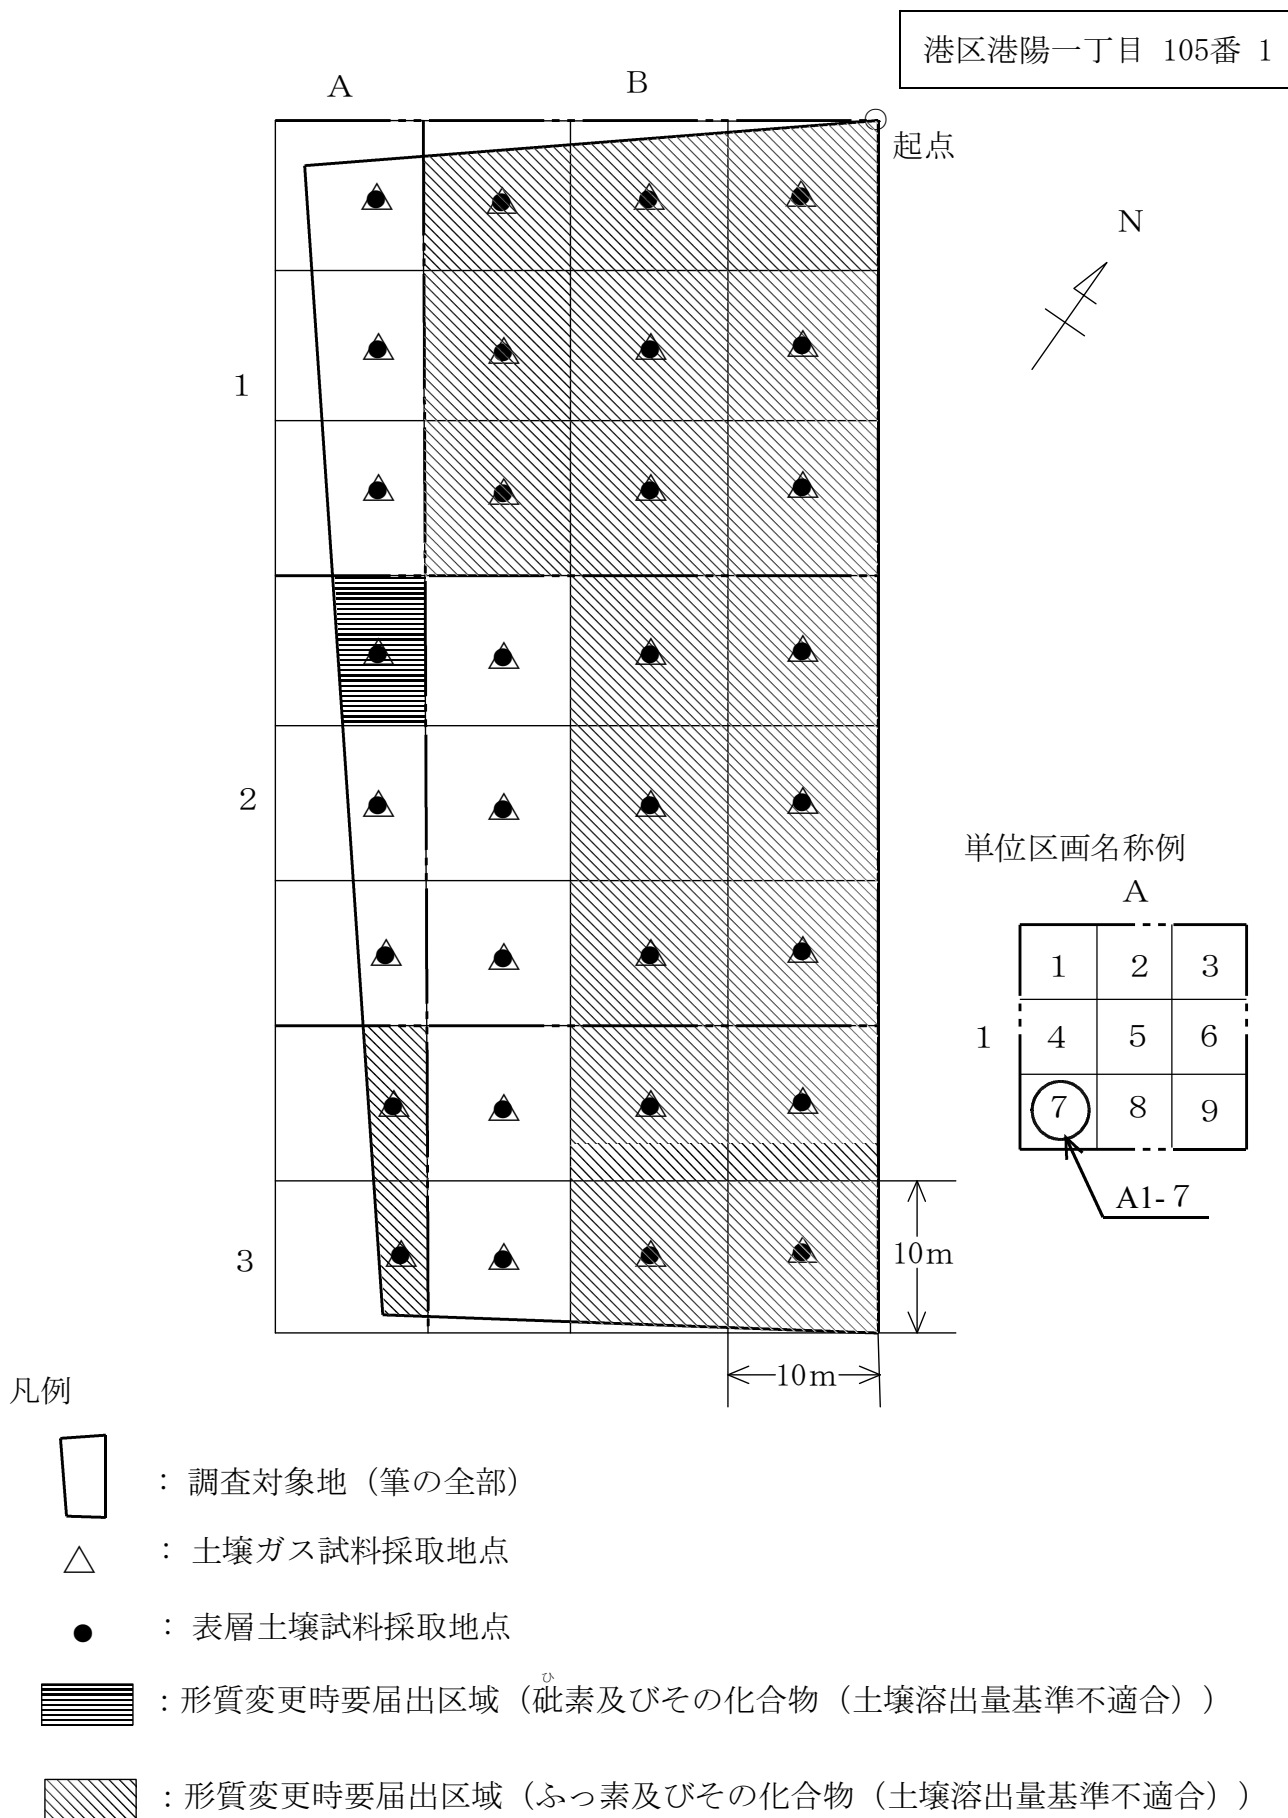 港区港陽一丁目 105番 1
A
B
起点
N
1
2
単位区画名称例
A
1 2 3
1
4 5 6
7 8 9
A1-7
3
10m
10m
凡例
：調査対象地（筆の全部）
：土壌ガス試料採取地点
：表層土壌試料採取地点
ひ
：形質変更時要届出区域（砒素及びその化合物（土壌溶出量基準不適合））
：形質変更時要届出区域（ふっ素及びその化合物（土壌溶出量基準不適合））